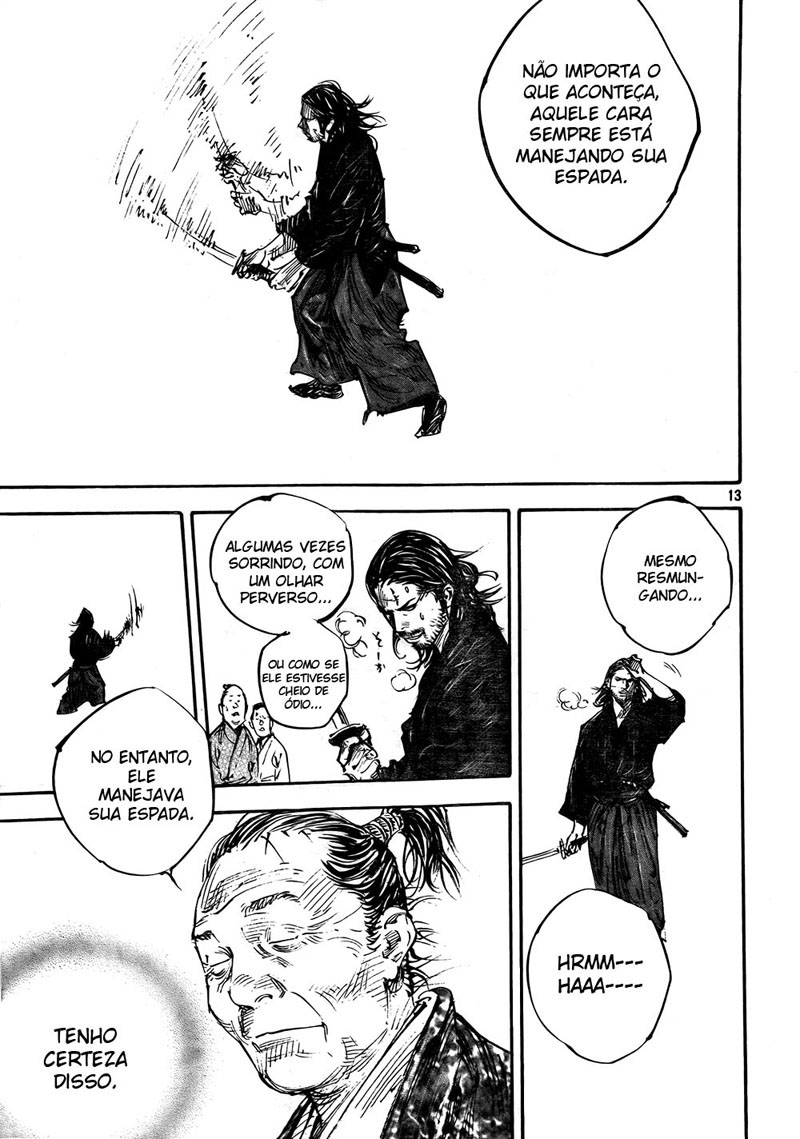 NÃO IMPORTA O
QUE ACONTEÇA,
AQUELE CARA
SEMPRE ESTÁ
MANEJANDO SUA
ESPADA.
13
MESMO
RESMUN-
GANDO...
HRMM---
HAAA----
ALGUMAS VEZES
SORRINDO, COM
UM OLHAR
PERVERSO...
OU COMO SE
ELE ESTIVESSE
CHEIO DE
ÓDIO...
NO ENTANTO,
ELE
MANEJAVA
SUA ESPADA.
TENHO
CERTEZA
DISSO.